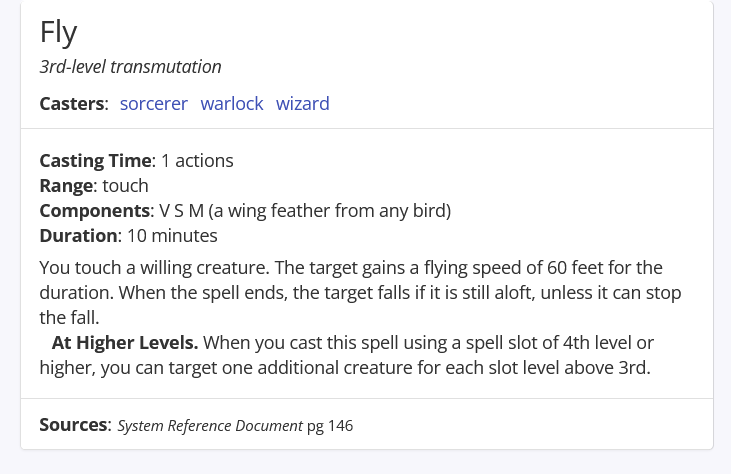 Fly
3rd-level transmutation
Casters: sorcerer warlock wizard
Casting Time: 1 actions
Range: touch
Components: V S M (a wing feather from any bird)
Duration: 10 minutes
You touch a willing creature. The target gains a flying speed of 60 feet for the
duration. When the spell ends, the target falls if it is still aloft, unless it can stop
the fall.
At Higher Levels. When you cast this spell using a spell slot of 4th level or
higher, you can target one additional creature for each slot level above 3rd.
Sources: System Reference Document pg 146